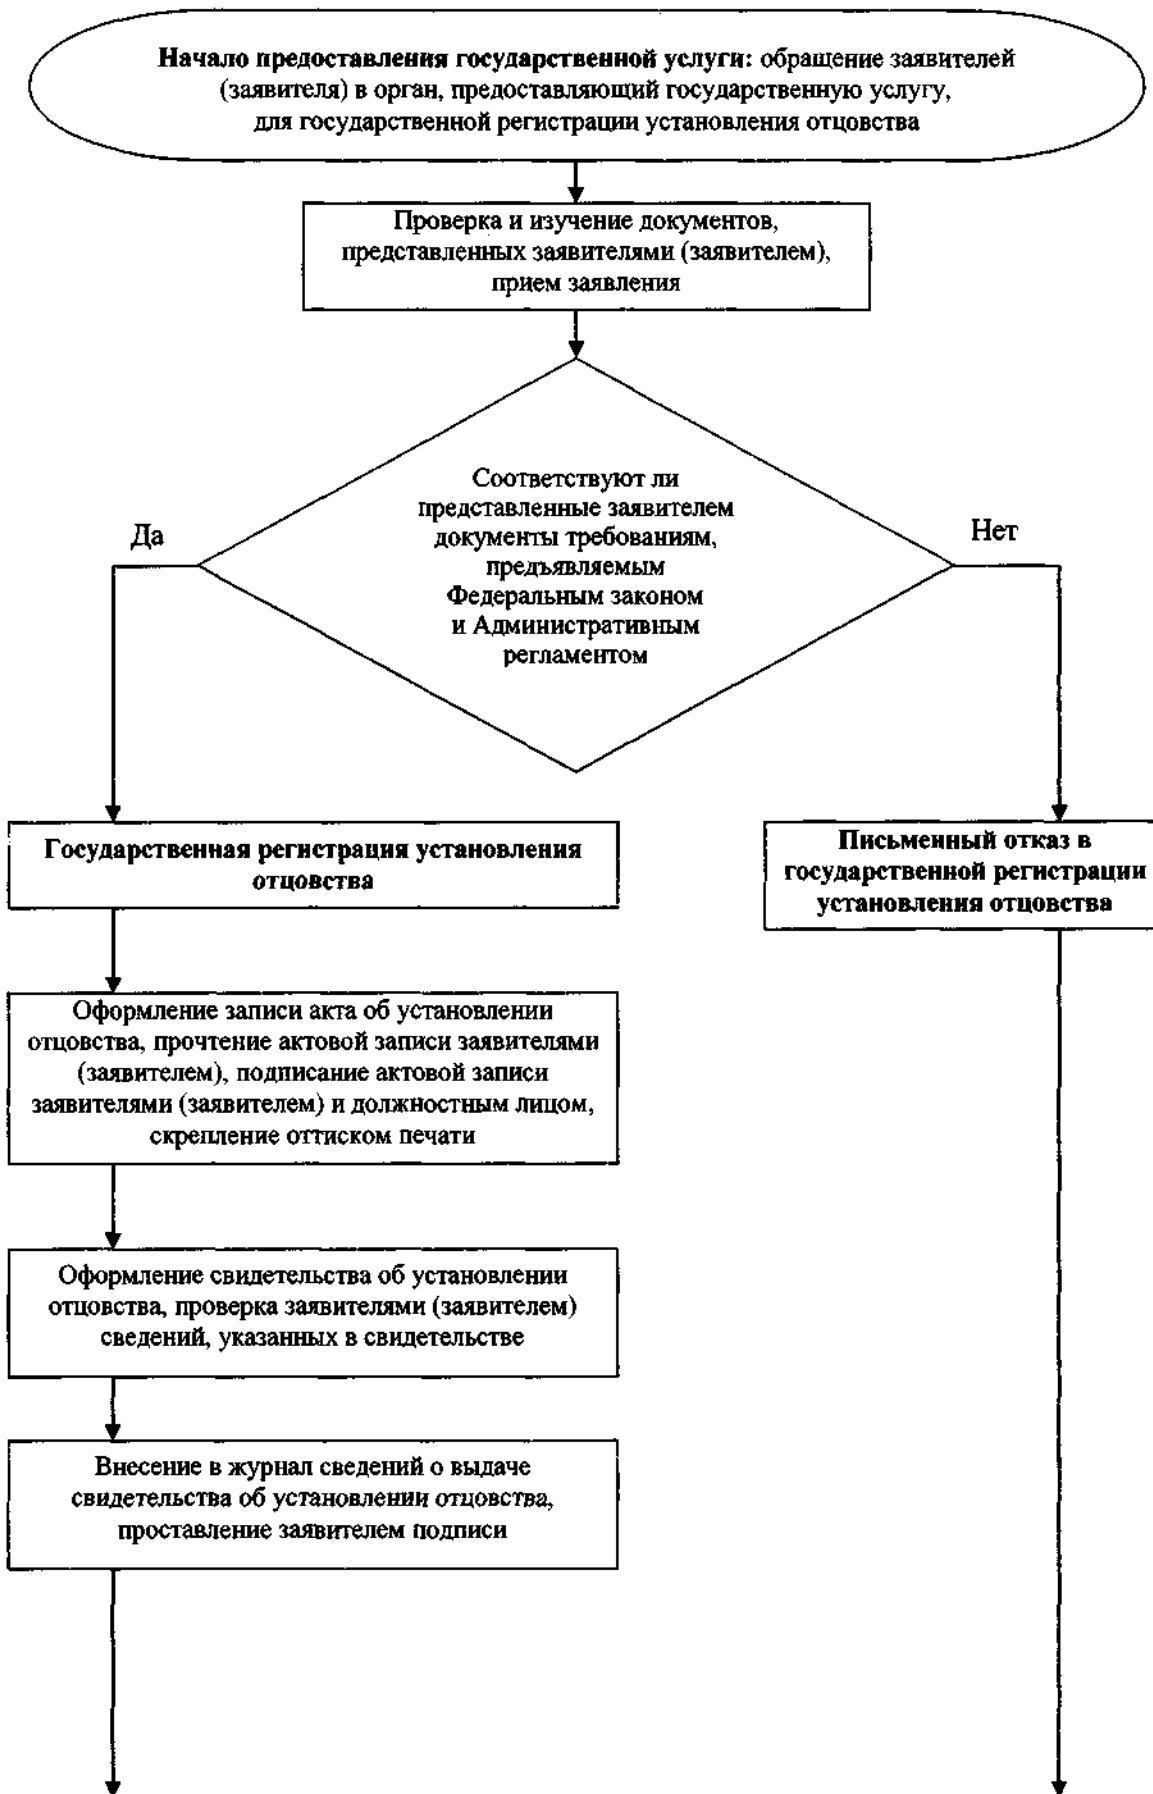 Начало предоставления государственной услуги: обращение заявителей
(заявителя) в орган, предоставляющий государственную услугу,
для государственной регистрации установления отцовства
Проверка и изучение документов,
представленных заявителями (заявителем),
прием заявления
Соответствуют ли
представленные заявителем
документы требованиям,
предъявляемым
Федеральным законом
и Административным
регламентом
Да
Нет
Государственная регистрация установления
отцовства
Письменный отказ в
государственной регистрации
установления отцовства
Оформление записи акта об установлении
отцовства, прочтение актовой записи заявителями
(заявителем), подписание актовой записи
заявителями (заявителем) и должностным лицом,
скрепление оттиском печати
Оформление свидетельства об установлении
отцовства, проверка заявителями (заявителем)
сведений, указанных в свидетельстве
Внесение в журнал сведений о выдаче
свидетельства об установлении отцовства,
проставление заявителем подписи